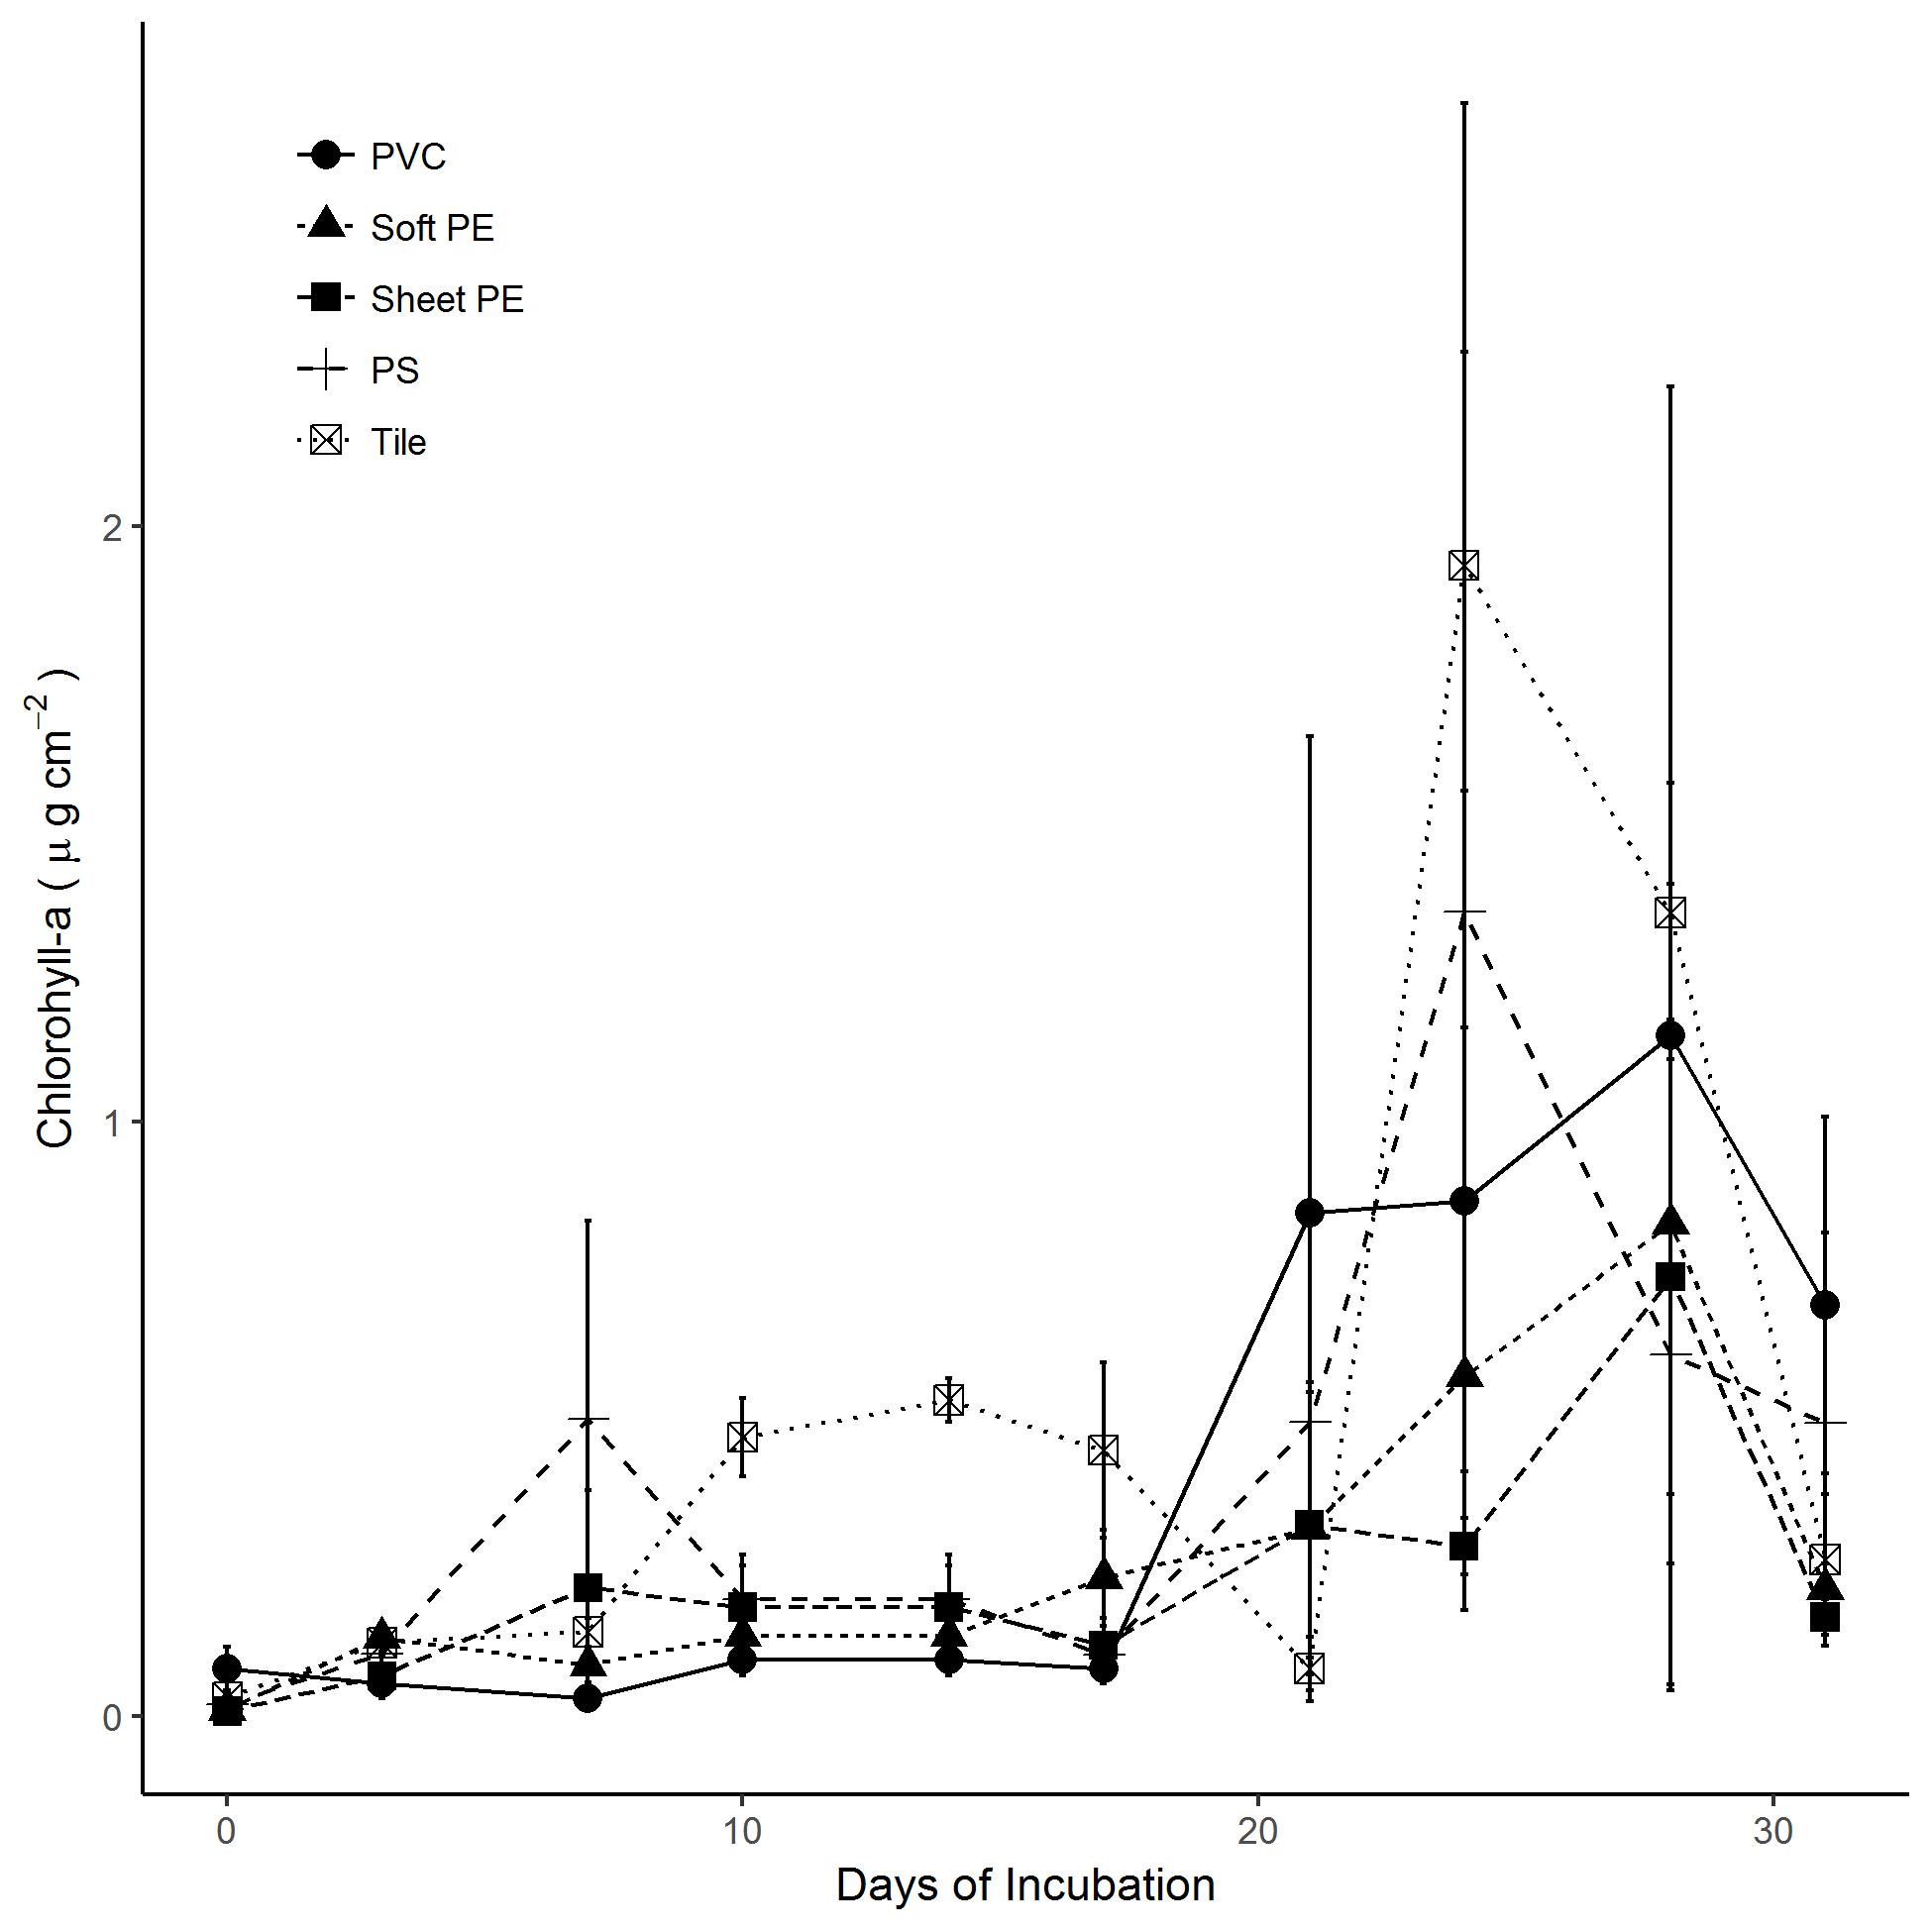 PVC
Soft PE
Sheet PE
PS
Tile
2
1
0
Chlorohyll-a ( μ g cm⁻² )
0 10 20 30
Days of Incubation